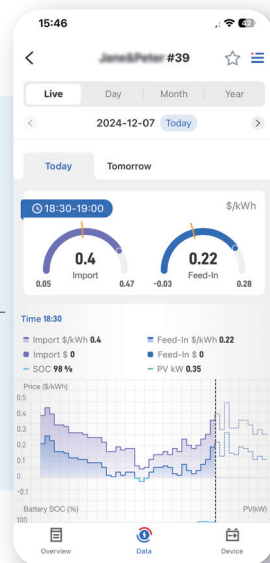 15:46
42
#39
Live Day Month Year
2024-12-07 Today
Today Tomorrow
18:30-19:00 $/kWh
0.4 0.22
Import Feed-In
0.05 0.47 -0.03 0.28
Time 18:30
Import $/kWh 0.4 Feed-In $/kWh 0.22
Import $ 0 Feed-In $ 0
SOC 98 % PV kW 0.35
Price ($/kWh)
0.5
0.4
0.3
0.2
0.1
0
-0.1
Battery SOC (%) PV(kW)
100
Overview Data Device